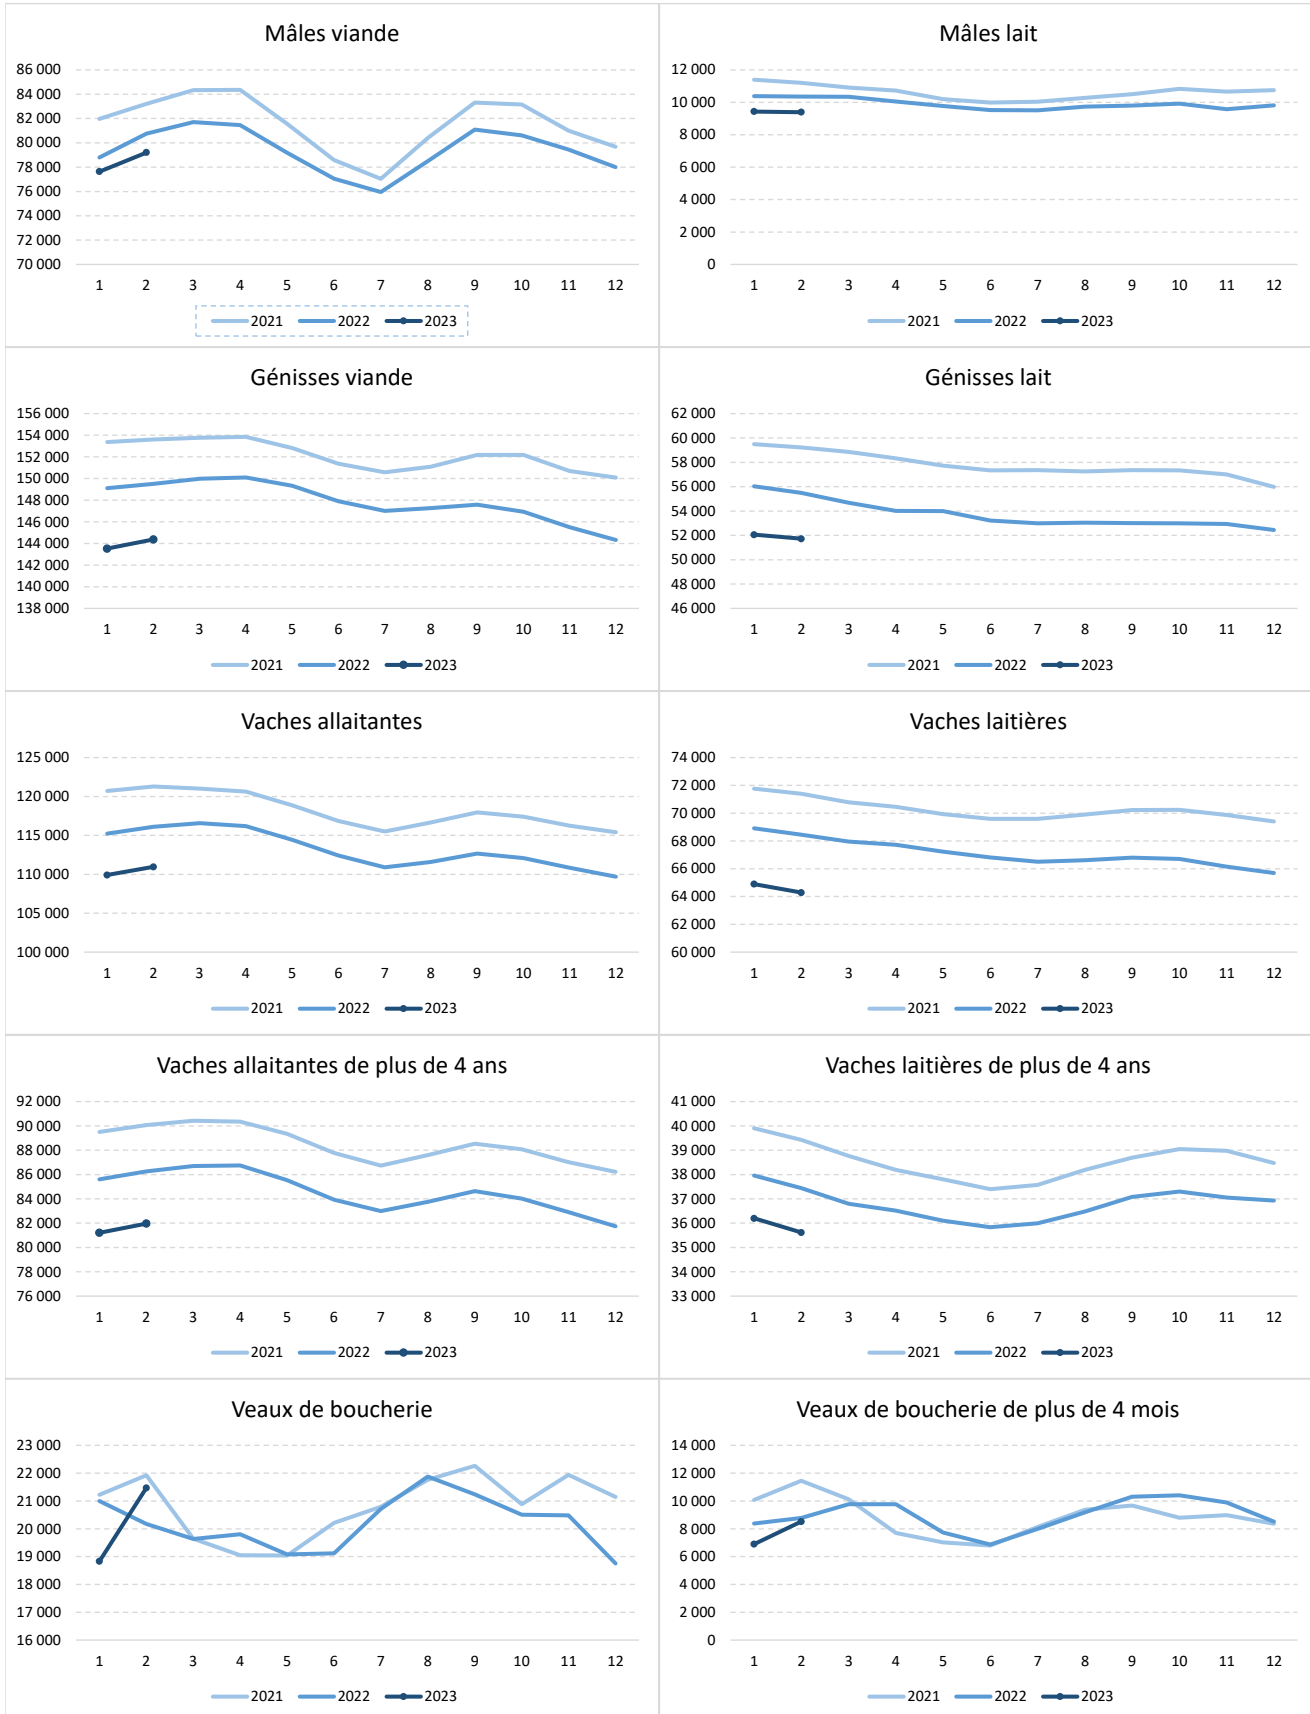 Mâles viande
86 000
84 000
82 000
80 000
78 000
76 000
74 000
72 000
70 000
1 2 3 4 5 6 7 8 9 10 11 12
2021 2022 2023
Mâles lait
12 000
10 000
8 000
6 000
4 000
2 000
0
1 2 3 4 5 6 7 8 9 10 11 12
2021 2022 2023
Génisses viande
156 000
154 000
152 000
150 000
148 000
146 000
144 000
142 000
140 000
138 000
1 2 3 4 5 6 7 8 9 10 11 12
2021 2022 2023
Génisses lait
62 000
60 000
58 000
56 000
54 000
52 000
50 000
48 000
46 000
1 2 3 4 5 6 7 8 9 10 11 12
2021 2022 2023
Vaches allaitantes
125 000
120 000
115 000
110 000
105 000
100 000
1 2 3 4 5 6 7 8 9 10 11 12
2021 2022 2023
Vaches laitières
74 000
72 000
70 000
68 000
66 000
64 000
62 000
60 000
1 2 3 4 5 6 7 8 9 10 11 12
2021 2022 2023
Vaches allaitantes de plus de 4 ans
92 000
90 000
88 000
86 000
84 000
82 000
80 000
78 000
76 000
1 2 3 4 5 6 7 8 9 10 11 12
2021 2022 2023
Vaches laitières de plus de 4 ans
41 000
40 000
39 000
38 000
37 000
36 000
35 000
34 000
33 000
1 2 3 4 5 6 7 8 9 10 11 12
2021 2022 2023
Veaux de boucherie
23 000
22 000
21 000
20 000
19 000
18 000
17 000
16 000
1 2 3 4 5 6 7 8 9 10 11 12
2021 2022 2023
Veaux de boucherie de plus de 4 mois
14 000
12 000
10 000
8 000
6 000
4 000
2 000
0
1 2 3 4 5 6 7 8 9 10 11 12
2021 2022 2023